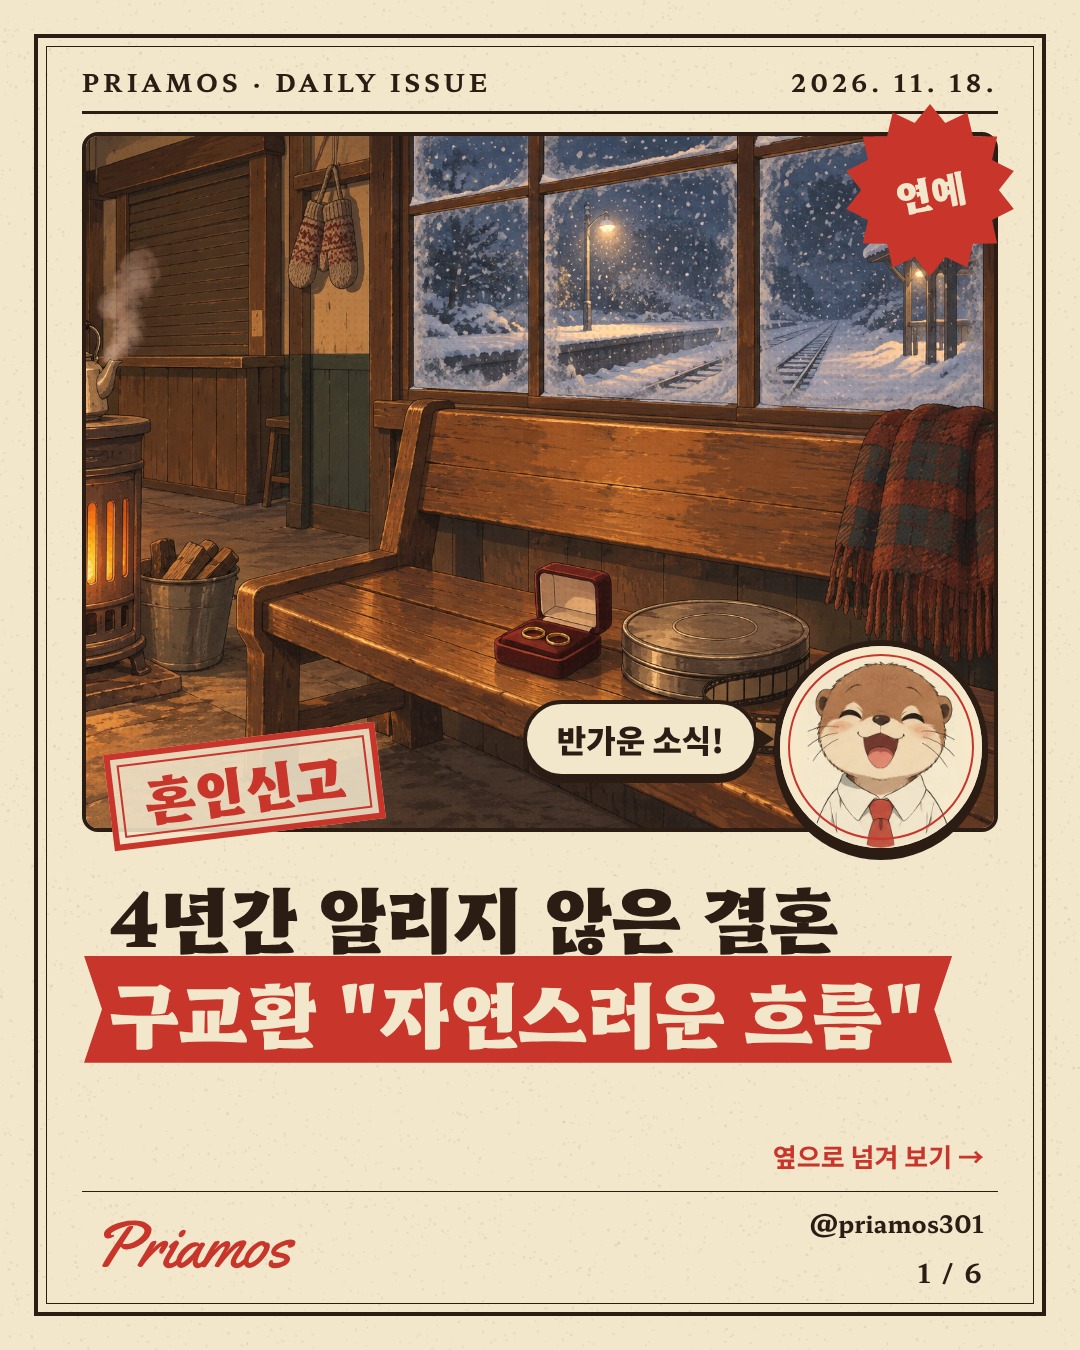 PRIAMOS · DAILY ISSUE
2026. 11. 18.
연예
반가운 소식!
혼인신고
4년간 알리지 않은 결혼
구교환 "자연스러운 흐름"
옆으로 넘겨 보기 →
Priamos
@priamos301
1 / 6